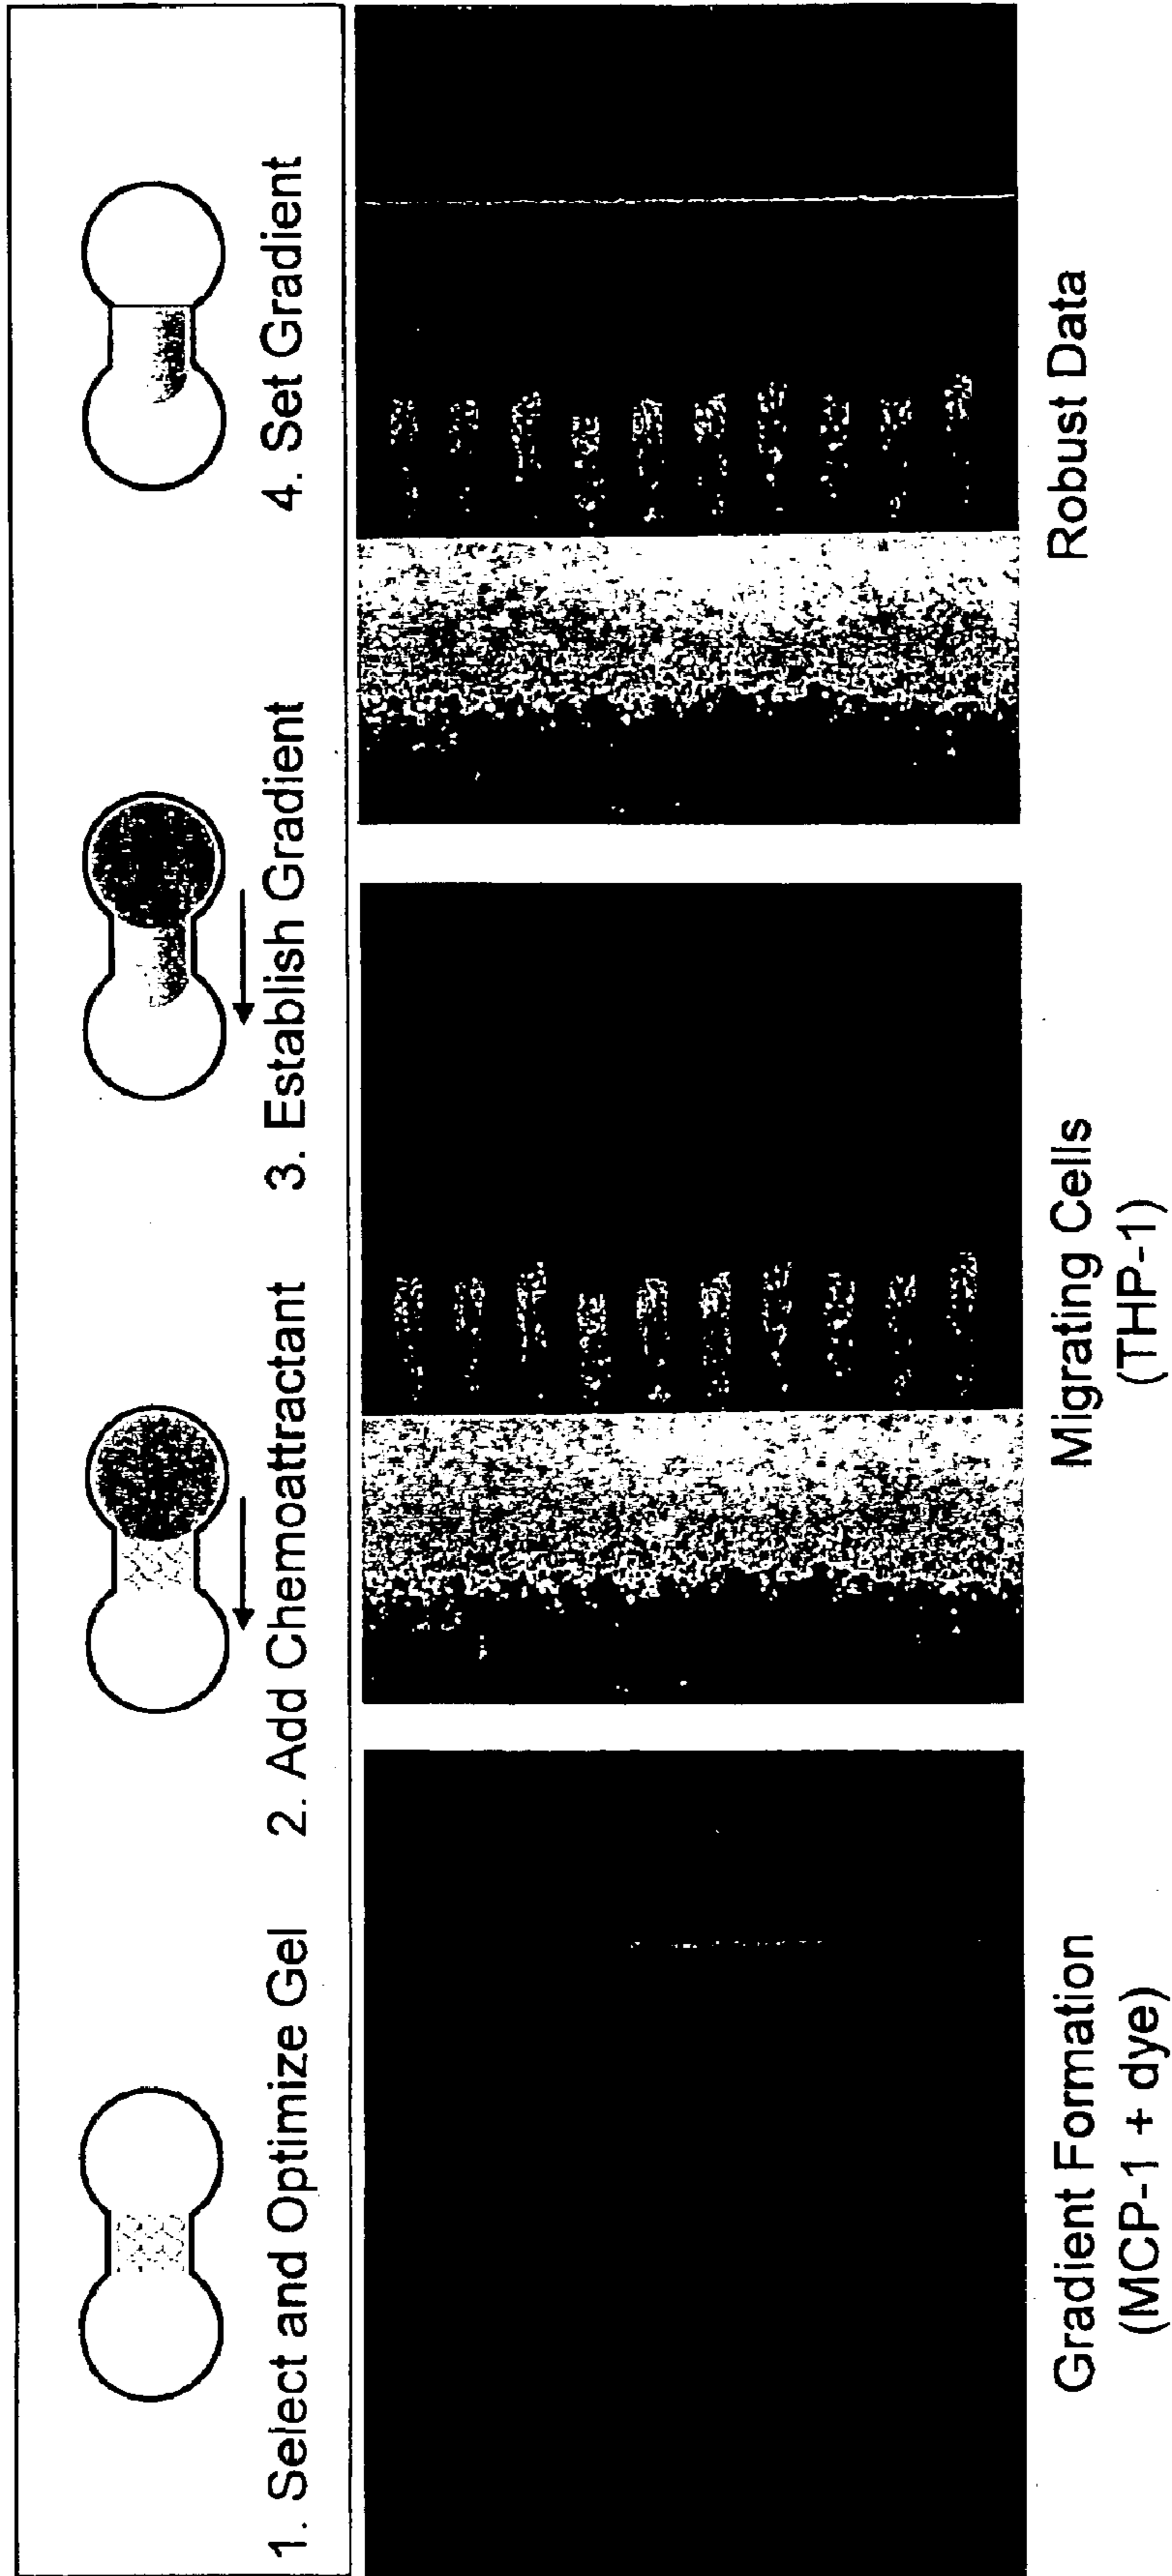 1. Select and Optimize Gel
2. Add Chemoattractant
3. Establish Gradient
4. Set Gradient
Gradient Formation
(MCP-1 + dye)
Migrating Cells
(THP-1)
Robust Data